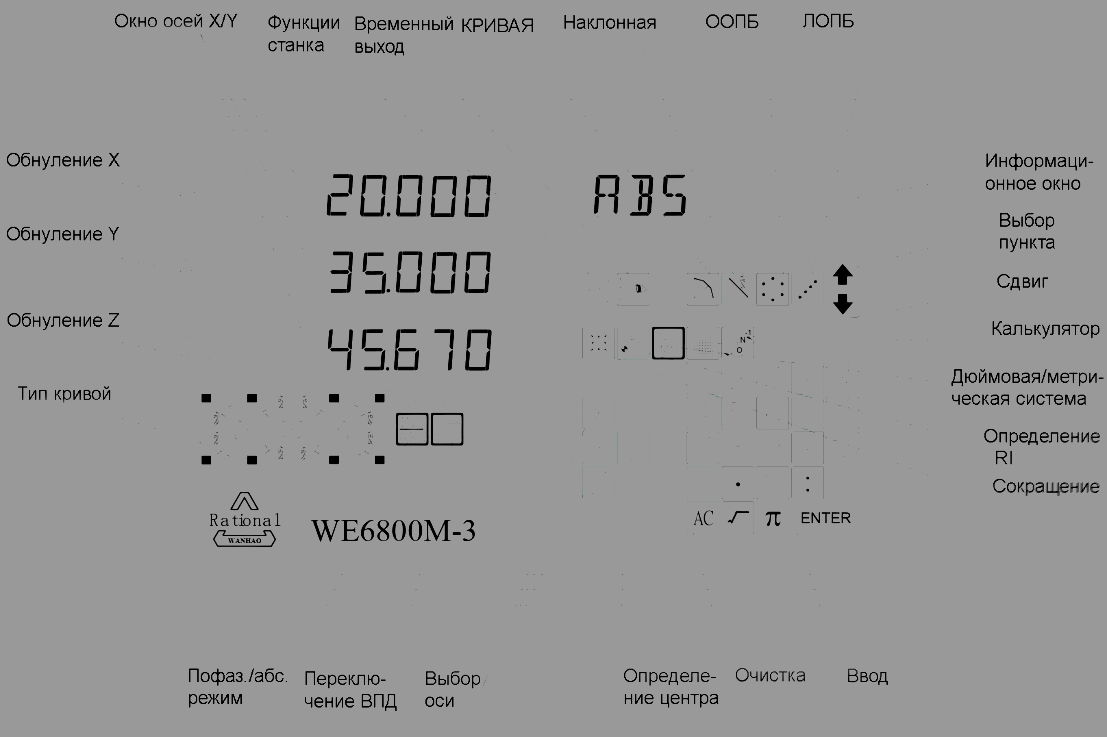 Окно осей X/Y
Функции
станка
Временный
выход
КРИВАЯ
Наклонная
ООПБ
ЛОПБ
Обнуление X
20.000
ABS
Информаци-
онное окно
Обнуление Y
35.000
Выбор
пункта
Сдвиг
Обнуление Z
45.670
Калькулятор
Тип кривой
Дюймовая/метри-
ческая система
Определение
RI
Сокращение
Rational
WANHAO
WE6800M-3
AC
√
π
ENTER
Пофаз./абс.
режим
Переклю-
чение ВПД
Выбор
оси
Определе-
ние центра
Очистка
Ввод